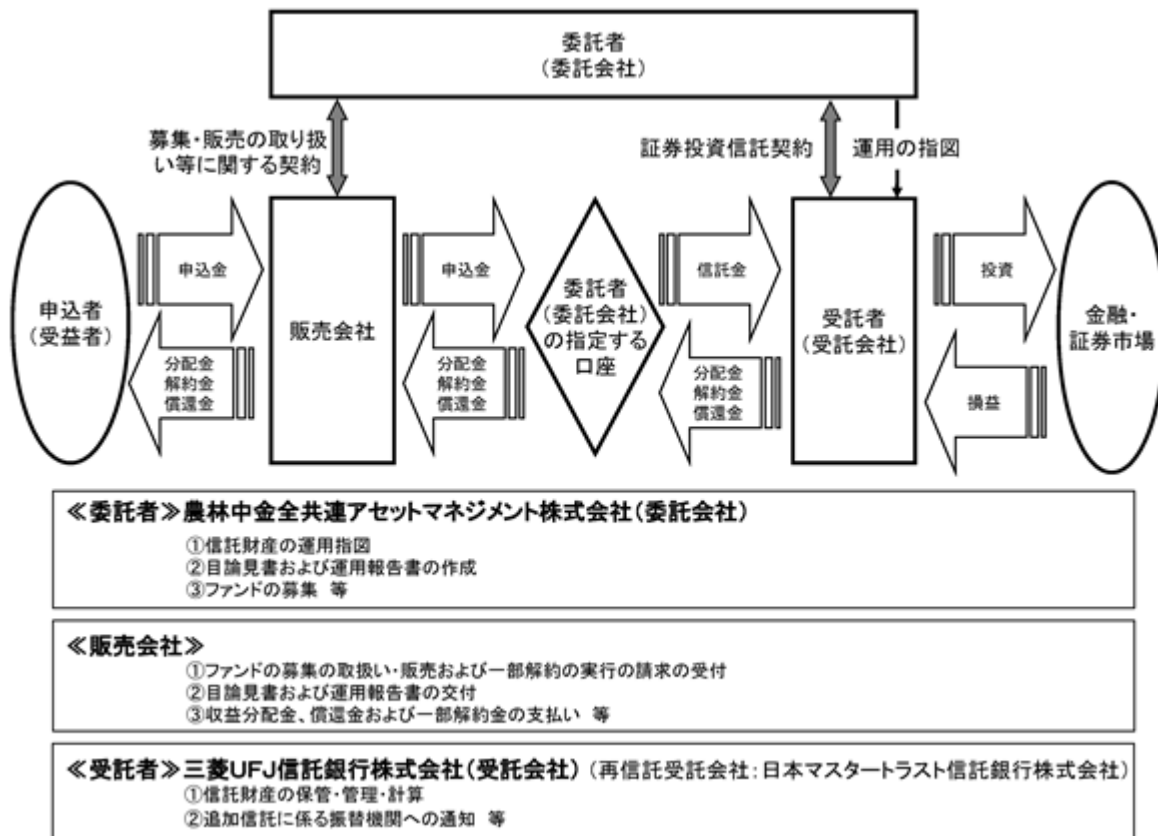 委託者
（委託会社）
募集・販売の取り扱
い等に関する契約
証券投資信託契約
運用の指図
申込者
（受益者）
申込金
分配金
解約金
償還金
販売会社
申込金
分配金
解約金
償還金
委託者
（委託会社）
の指定する
口座
信託金
分配金
解約金
償還金
受託者
（受託会社）
投資
損益
金融・
証券市場
≪委託者≫農林中金全共連アセットマネジメント株式会社（委託会社）
①信託財産の運用指図
②目論見書および運用報告書の作成
③ファンドの募集 等
≪販売会社≫
①ファンドの募集の取扱い・販売および一部解約の実行の請求の受付
②目論見書および運用報告書の交付
③収益分配金、償還金および一部解約金の支払い 等
≪受託者≫三菱UFJ信託銀行株式会社（受託会社）（再信託受託会社：日本マスタートラスト信託銀行株式会社）
①信託財産の保管・管理・計算
②追加信託に係る振替機関への通知 等